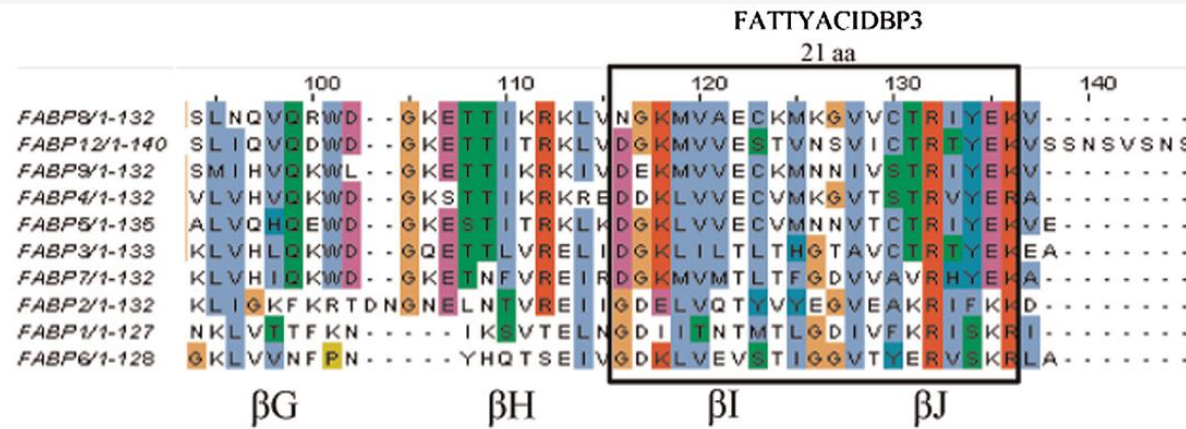 FATTYACIDBP3
21 aa
100 110 120 130 140
FABP8/1-132 SLNQVQRWD--GKETTIKRKLVNGKMVAECKMKGVVCTRIYEKV--------
FABP12/1-140 SLIQVQDWD--GKETTITRKLVDGKMVVESTVNSVICTRTYEKVSSNSVSNS
FABP9/1-132 SMIHVQKWL--GKETTIKRKIVDEKMVVECKMNNIVSTRIYEKV--------
FABP4/1-132 VLVHVQKWD--GKSTTIKRKREDDKLVVECVMKGVTSTRVYERA--------
FABP5/1-135 ALVQHQEWD--GKESTITRKLKDGKLVVECVMNNVTCTRIYEKVE-------
FABP3/1-133 KLVHLQKWD--GQETTLVRELIDGKLILTLTHGTAVCTRTYEKEA-------
FABP7/1-132 KLVHIQKWD--GKETNFVREIRDGKMVMTLTFGDVVAVRHYEKA--------
FABP2/1-132 KLIGKFKRTDNGNELNTVREIIGDELVQTYVYEGVEAKRIFKKD--------
FABP1/1-127 NKLVTTFKN-----IKSVTELNGDIITNTMTLGDIVFKRISKRI--------
FABP6/1-128 GKLVVNFPN-----YHQTSEIVGDKLVEVSTIGGVTYERVSKRLA-------
βG βH βI βJ